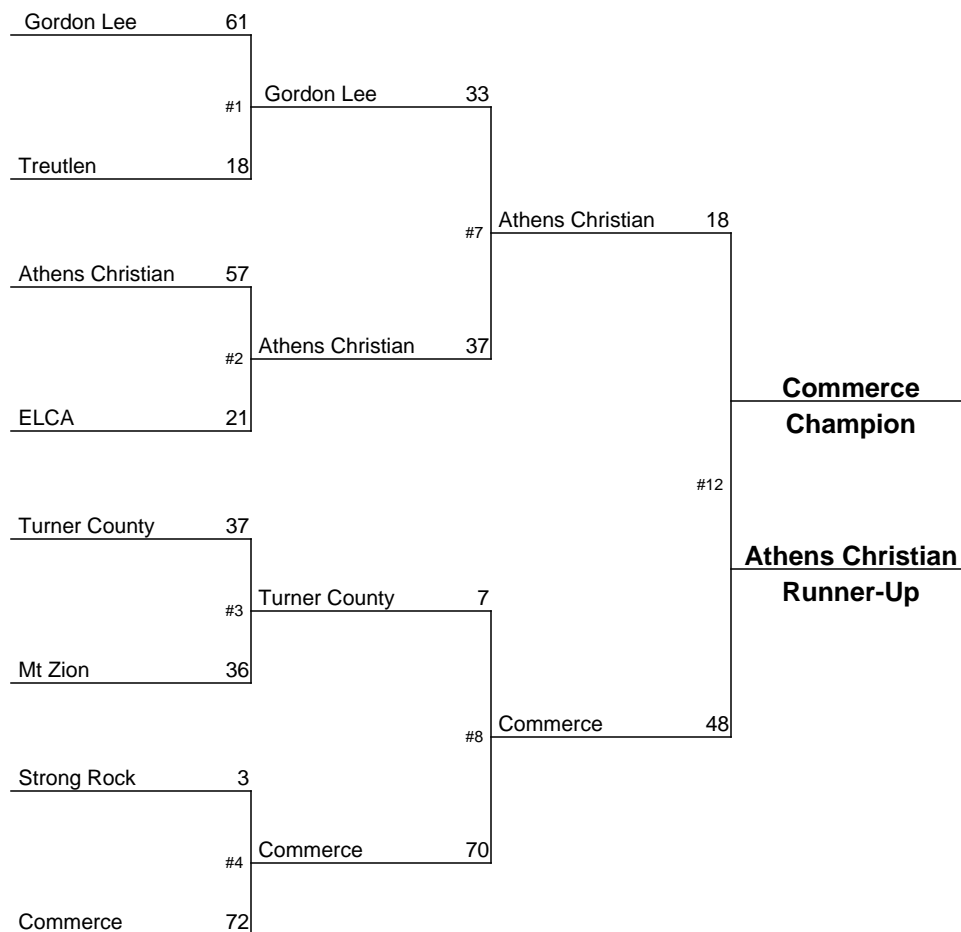 Gordon Lee 61
Gordon Lee 33
#1
Treutlen 18
Athens Christian 18
#7
Athens Christian 57
Athens Christian 37
#2
Commerce
Champion
ELCA 21
#12
Turner County 37
Athens Christian
Runner-Up
Turner County 7
#3
Mt Zion 36
Commerce 48
#8
Strong Rock 3
Commerce 70
#4
Commerce 72